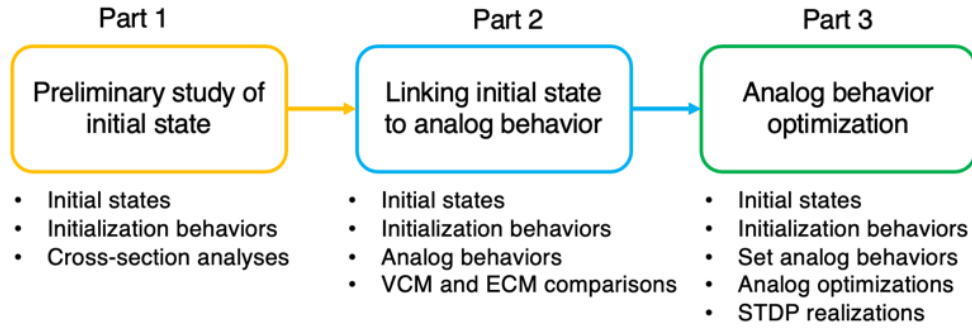 Part 1
Preliminary study of
initial state
• Initial states
• Initialization behaviors
• Cross-section analyses
Part 2
Linking initial state
to analog behavior
• Initial states
• Initialization behaviors
• Analog behaviors
• VCM and ECM comparisons
Part 3
Analog behavior
optimization
• Initial states
• Initialization behaviors
• Set analog behaviors
• Analog optimizations
• STDP realizations